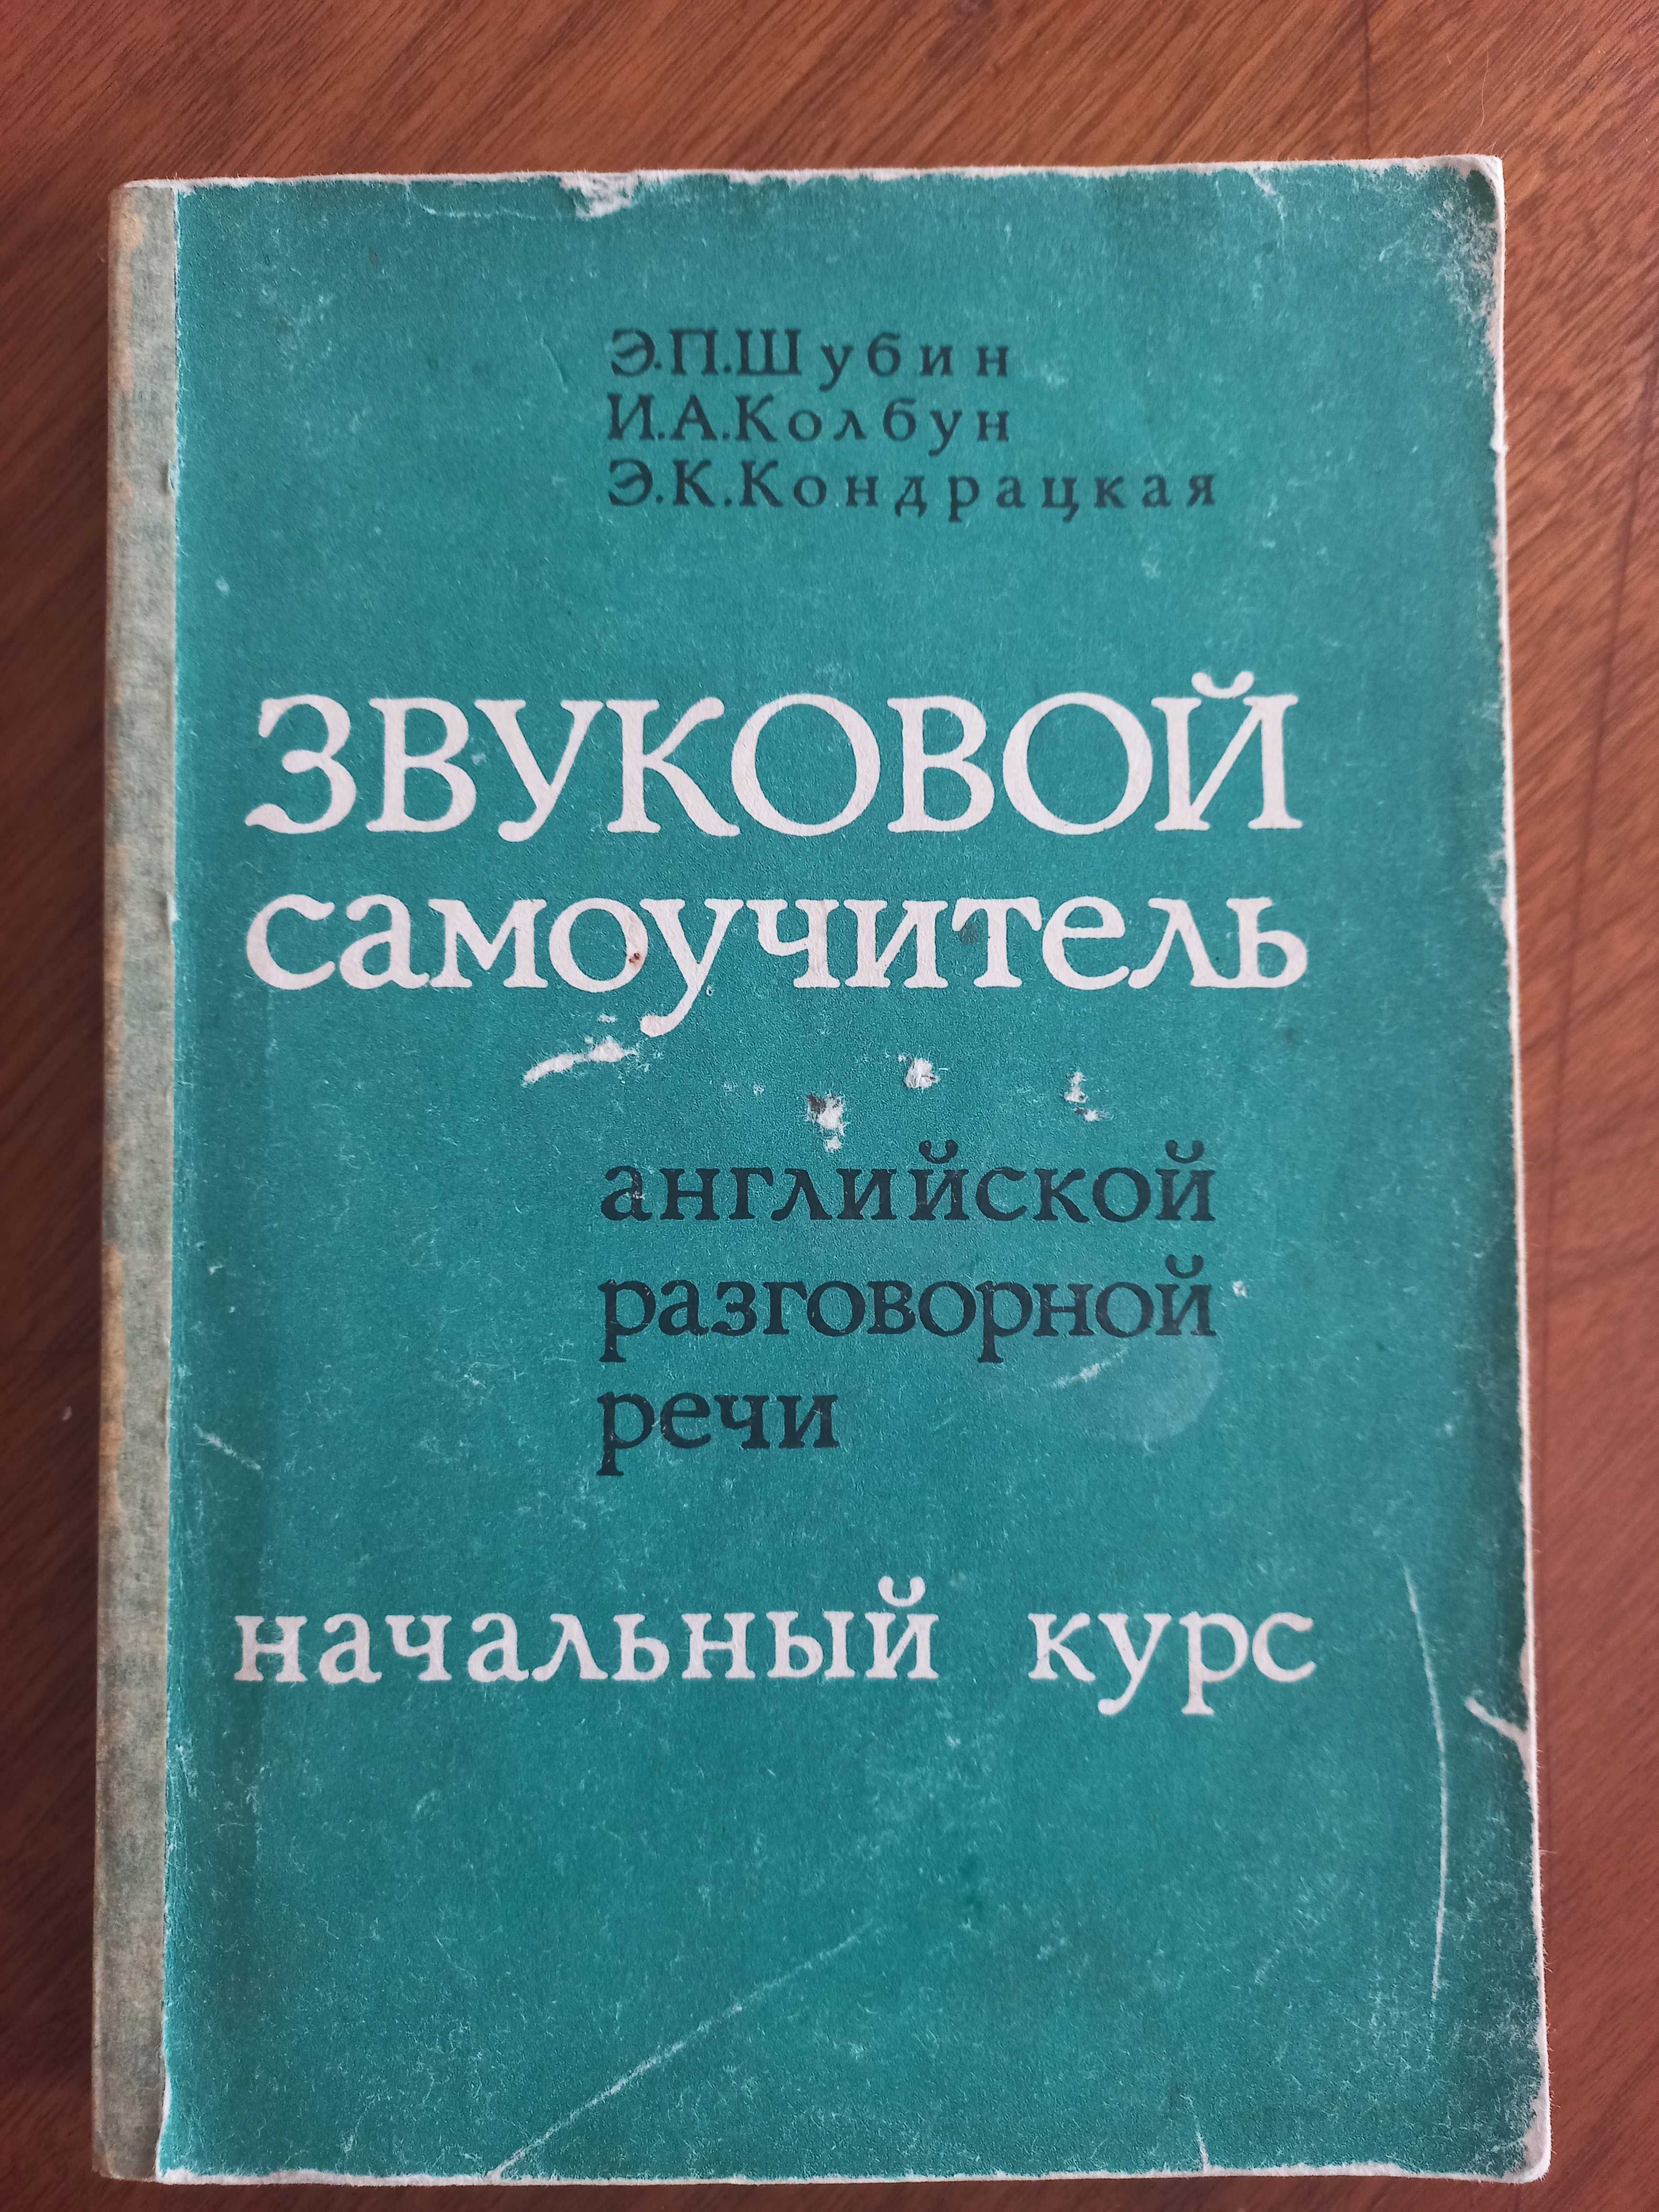 Э.П.Шубин
И.А.Колбун
Э.К.Кондрацкая
ЗВУКОВОЙ
самоучитель
английской
разговорной
речи
начальный курс